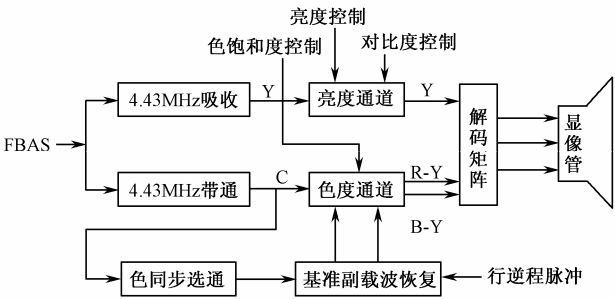 亮度控制
色饱和度控制
对比度控制
4.43MHz吸收
Y
亮度通道
Y
解码矩阵
显像管
FBAS
4.43MHz带通
C
色度通道
R-Y
B-Y
色同步选通
基准副载波恢复
行逆程脉冲